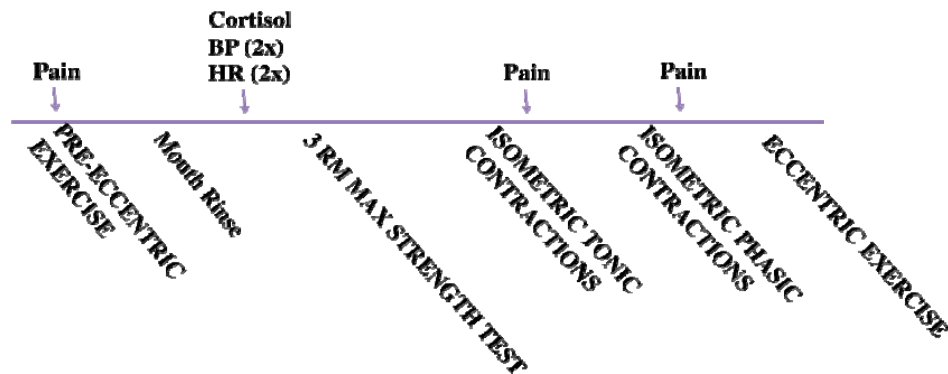 Cortisol
BP (2x)
HR (2x)
Pain
Pain
Pain
PRE-ECCENTRIC
EXERCISE
Mouth Rinse
3 RM MAX STRENGTH TEST
ISOMETRIC TONIC
CONTRACTIONS
ISOMETRIC PHASIC
CONTRACTIONS
ECCENTRIC EXERCISE